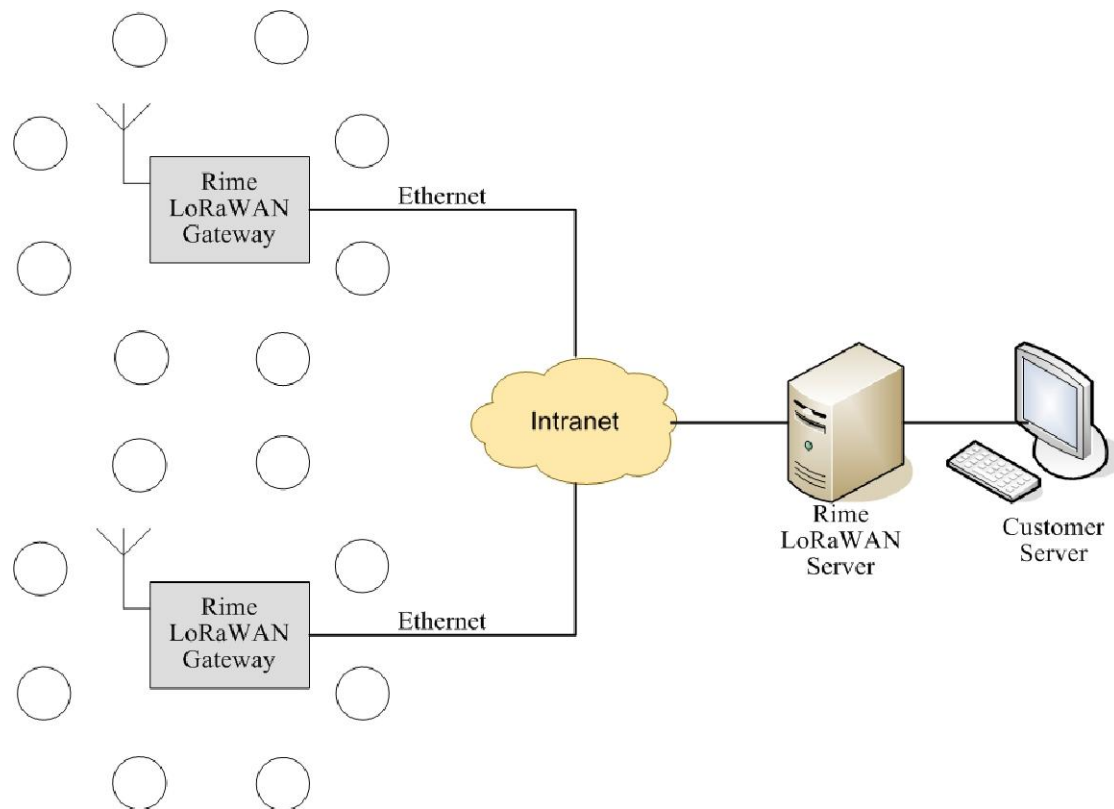 Rime
LoRaWAN
Gateway
Ethernet
Intranet
Rime
LoRaWAN
Server
Customer
Server
Rime
LoRaWAN
Gateway
Ethernet